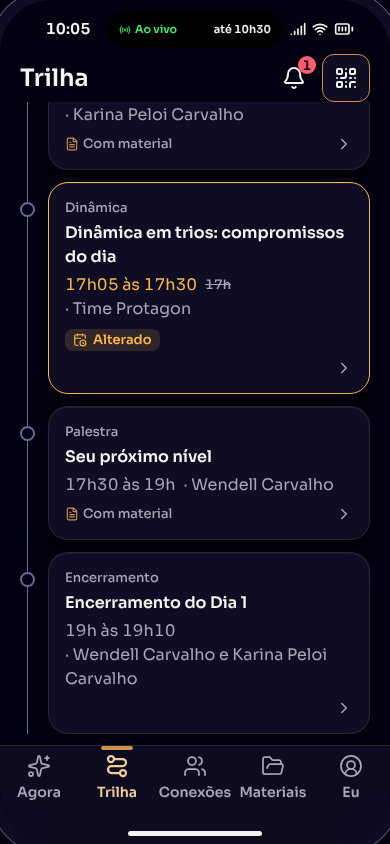 10:05
Ao vivo
até 10h30
Trilha
1
· Karina Peloi Carvalho
Com material
Dinâmica
Dinâmica em trios: compromissos
do dia
17h05 às 17h30 17h
· Time Protagon
Alterado
Palestra
Seu próximo nível
17h30 às 19h · Wendell Carvalho
Com material
Encerramento
Encerramento do Dia 1
19h às 19h10
· Wendell Carvalho e Karina Peloi
Carvalho
Agora
Trilha
Conexões
Materiais
Eu